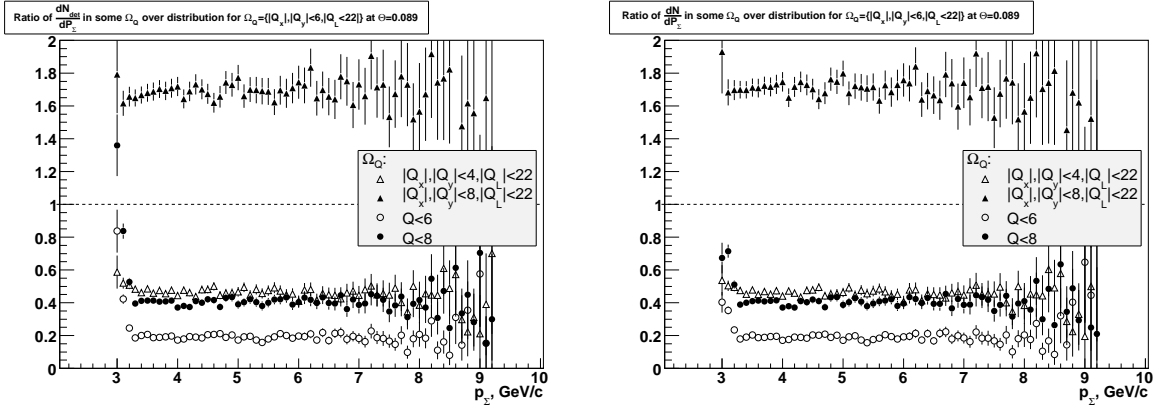 Ratio of dN_det/dP_Σ in some Ω_Q over distribution for Ω_Q={|Q_x|,|Q_y|<6,|Q_L|<22|} at Θ=0.089
2
1.8
1.6
1.4
1.2
1
0.8
0.6
0.4
0.2
0
Ω_Q:
|Q_x|,|Q_y|<4,|Q_L|<22
|Q_x|,|Q_y|<8,|Q_L|<22
Q<6
Q<8
3 4 5 6 7 8 9 10
p_Σ, GeV/c
Ratio of dN/dP_Σ in some Ω_Q over distribution for Ω_Q={|Q_x|,|Q_y|<6,|Q_L|<22|} at Θ=0.089
2
1.8
1.6
1.4
1.2
1
0.8
0.6
0.4
0.2
0
Ω_Q:
|Q_x|,|Q_y|<4,|Q_L|<22
|Q_x|,|Q_y|<8,|Q_L|<22
Q<6
Q<8
3 4 5 6 7 8 9 10
p_Σ, GeV/c